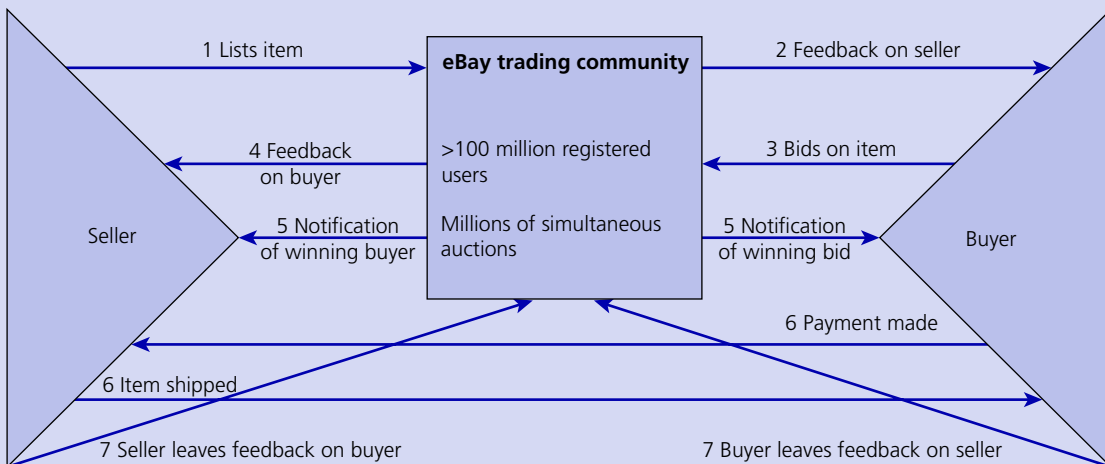 1 Lists item
eBay trading community
2 Feedback on seller
4 Feedback
on buyer
>100 million registered
users
3 Bids on item
Seller
5 Notification
of winning buyer
Millions of simultaneous
auctions
5 Notification
of winning bid
Buyer
6 Payment made
6 Item shipped
7 Seller leaves feedback on buyer
7 Buyer leaves feedback on seller